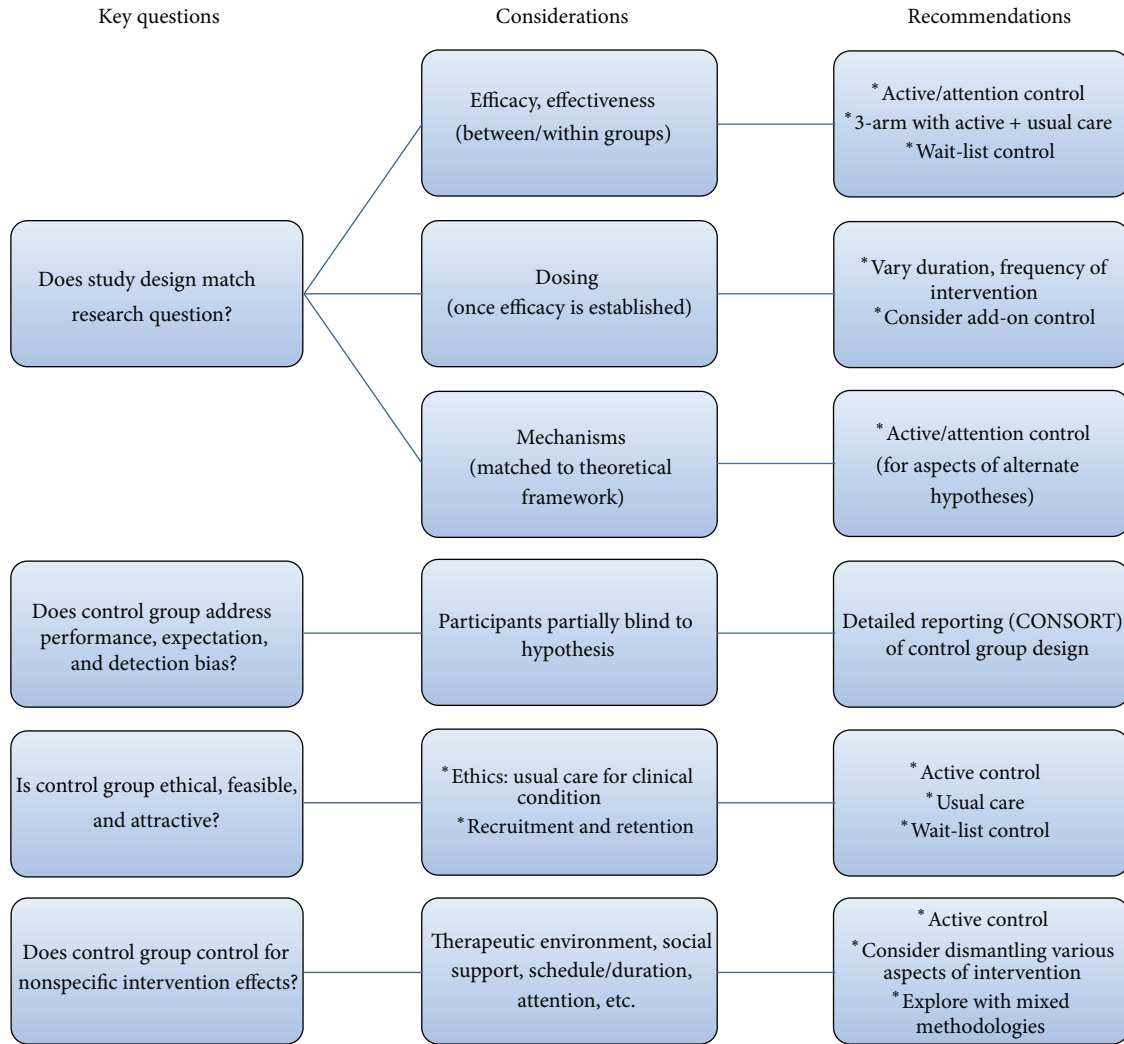 Key questions
Considerations
Recommendations
Efficacy, effectiveness
(between/within groups)
*Active/attention control
*3-arm with active + usual care
*Wait-list control
Does study design match
research question?
Dosing
(once efficacy is established)
*Vary duration, frequency of
intervention
*Consider add-on control
Mechanisms
(matched to theoretical
framework)
*Active/attention control
(for aspects of alternate
hypotheses)
Does control group address
performance, expectation,
and detection bias?
Participants partially blind to
hypothesis
Detailed reporting (CONSORT)
of control group design
Is control group ethical, feasible,
and attractive?
*Ethics: usual care for clinical
condition
*Recruitment and retention
*Active control
*Usual care
*Wait-list control
Does control group control for
nonspecific intervention effects?
Therapeutic environment, social
support, schedule/duration,
attention, etc.
*Active control
*Consider dismantling various
aspects of intervention
*Explore with mixed
methodologies